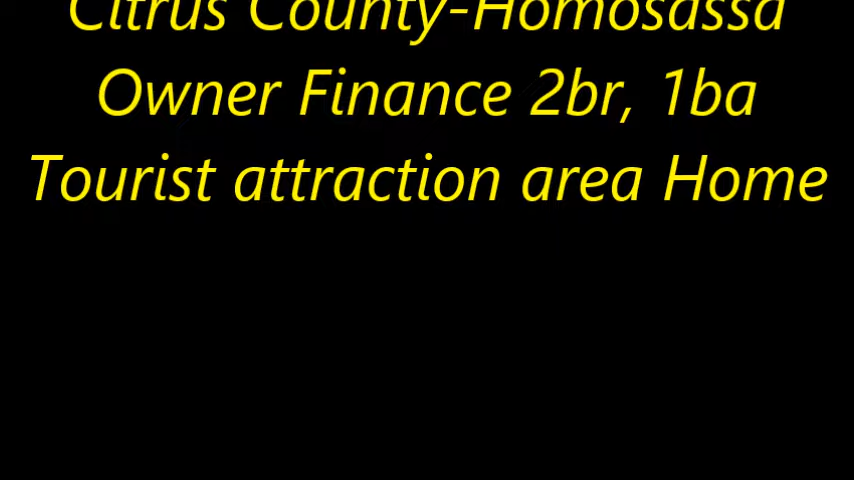 Citrus County-Homosassa
Owner Finance 2br, 1ba
Tourist attraction area Home